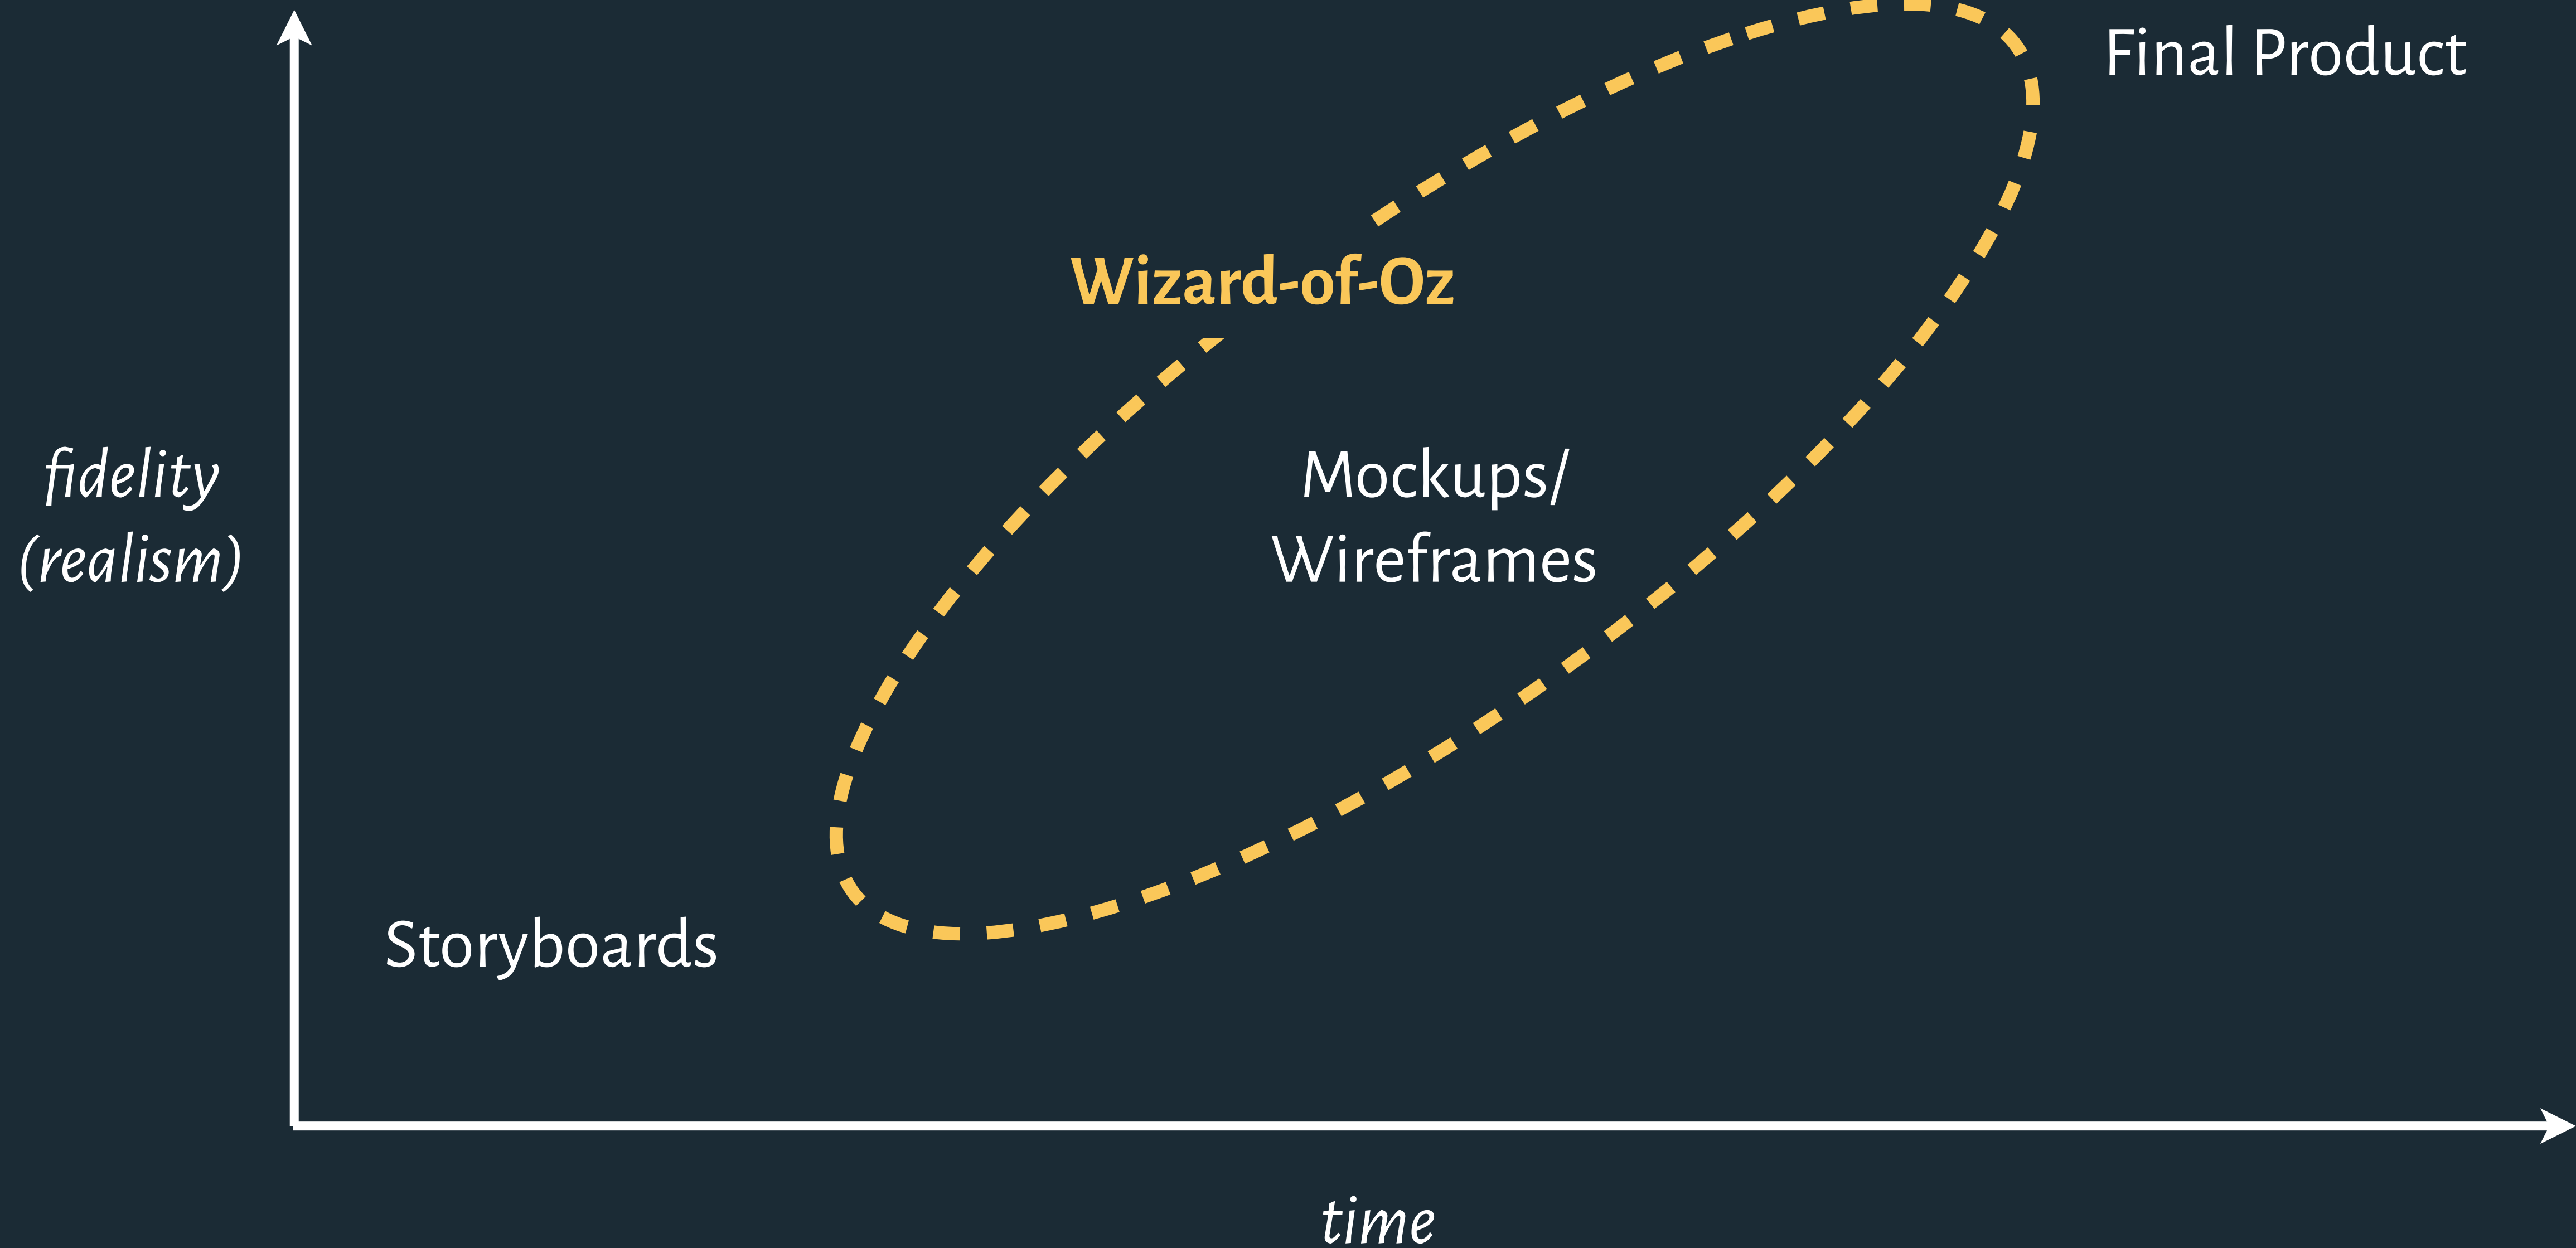 Final Product
Wizard-of-Oz
fidelity
(realism)
Mockups/
Wireframes
Storyboards
time